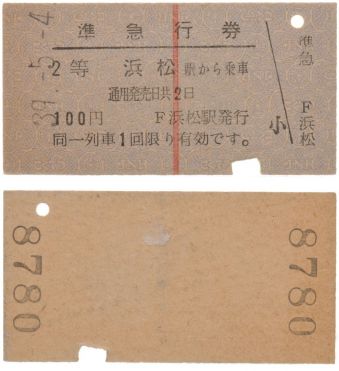 準急行券
39.-5.-4
2等 浜松駅から乗車
通用発売日共2日
100円 F浜松駅発行
同一列車1回限り有効です。
準急
F浜松
小
8780
8780